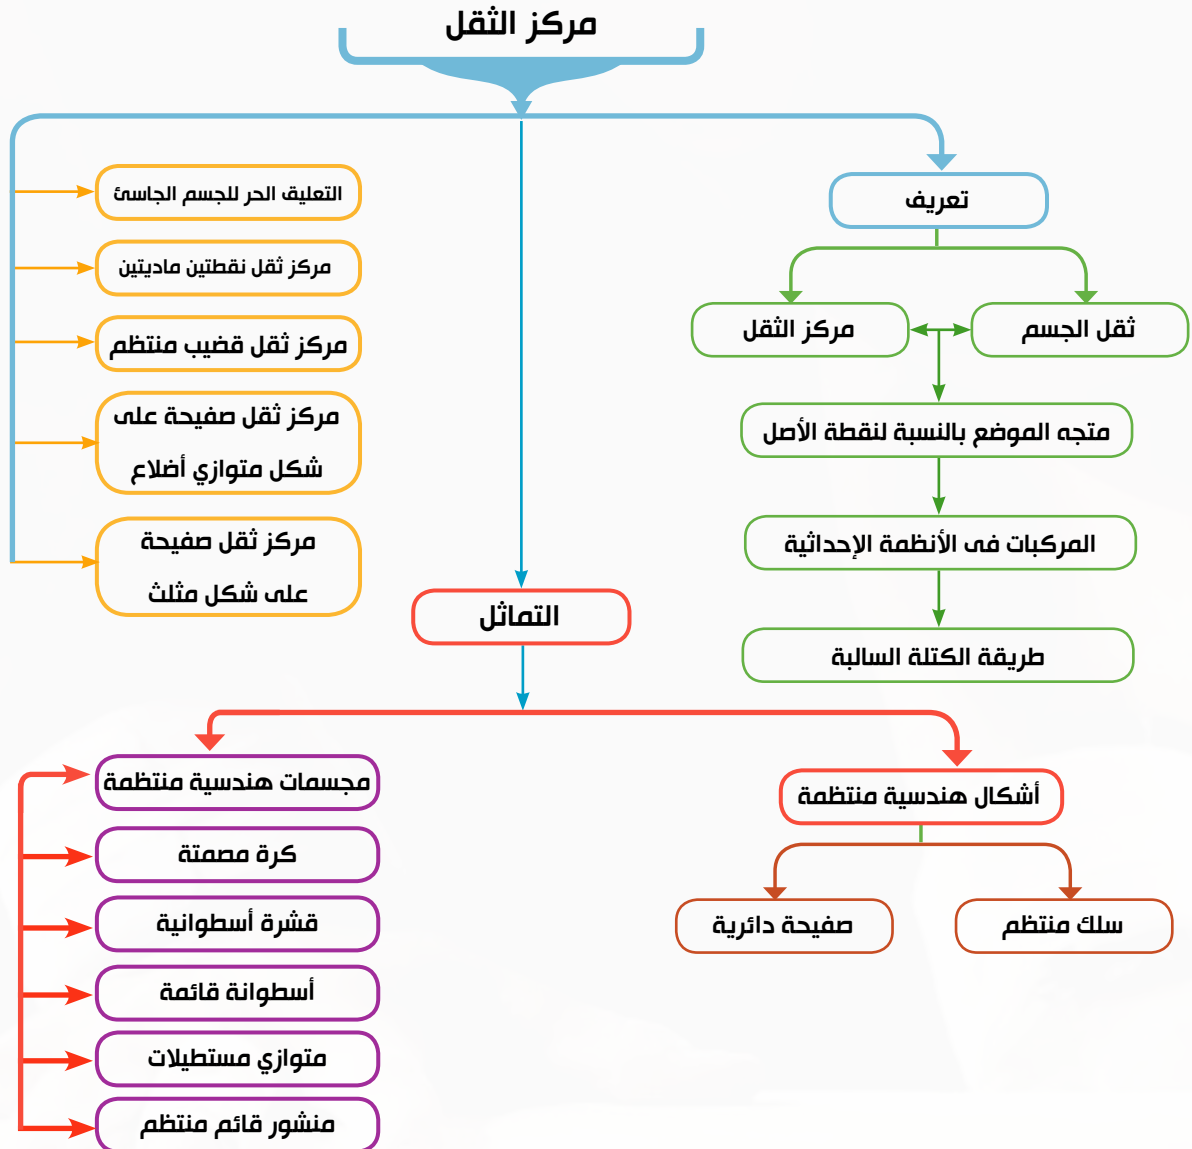 مركز الثقل
تعريف
ثقل الجسم
مركز الثقل
متجه الموضع بالنسبة لنقطة الأصل
المركبات فى الأنظمة الإحداثية
طريقة الكتلة السالبة
التعليق الحر للجسم الجاسئ
مركز ثقل نقطتين ماديتين
مركز ثقل قضيب منتظم
مركز ثقل صفيحة على
شكل متوازي أضلاع
مركز ثقل صفيحة
على شكل مثلث
التماثل
أشكال هندسية منتظمة
سلك منتظم
صفيحة دائرية
مجسمات هندسية منتظمة
كرة مصمتة
قشرة أسطوانية
أسطوانة قائمة
متوازي مستطيلات
منشور قائم منتظم